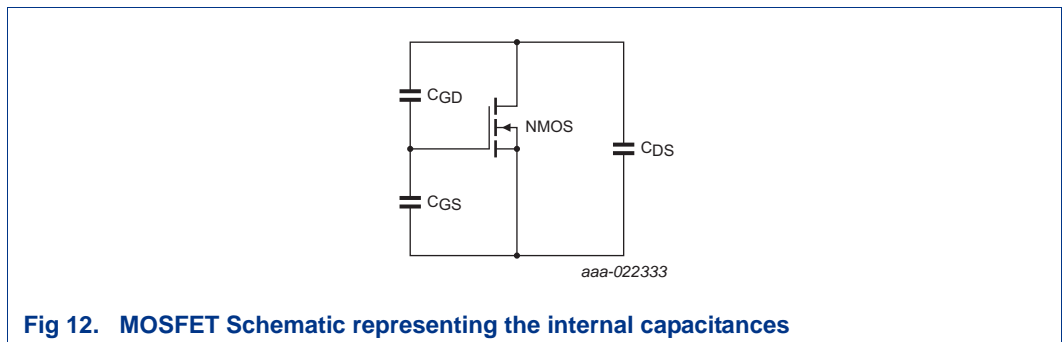 CGD
NMOS
CDS
CGS
aaa-022333
Fig 12. MOSFET Schematic representing the internal capacitances